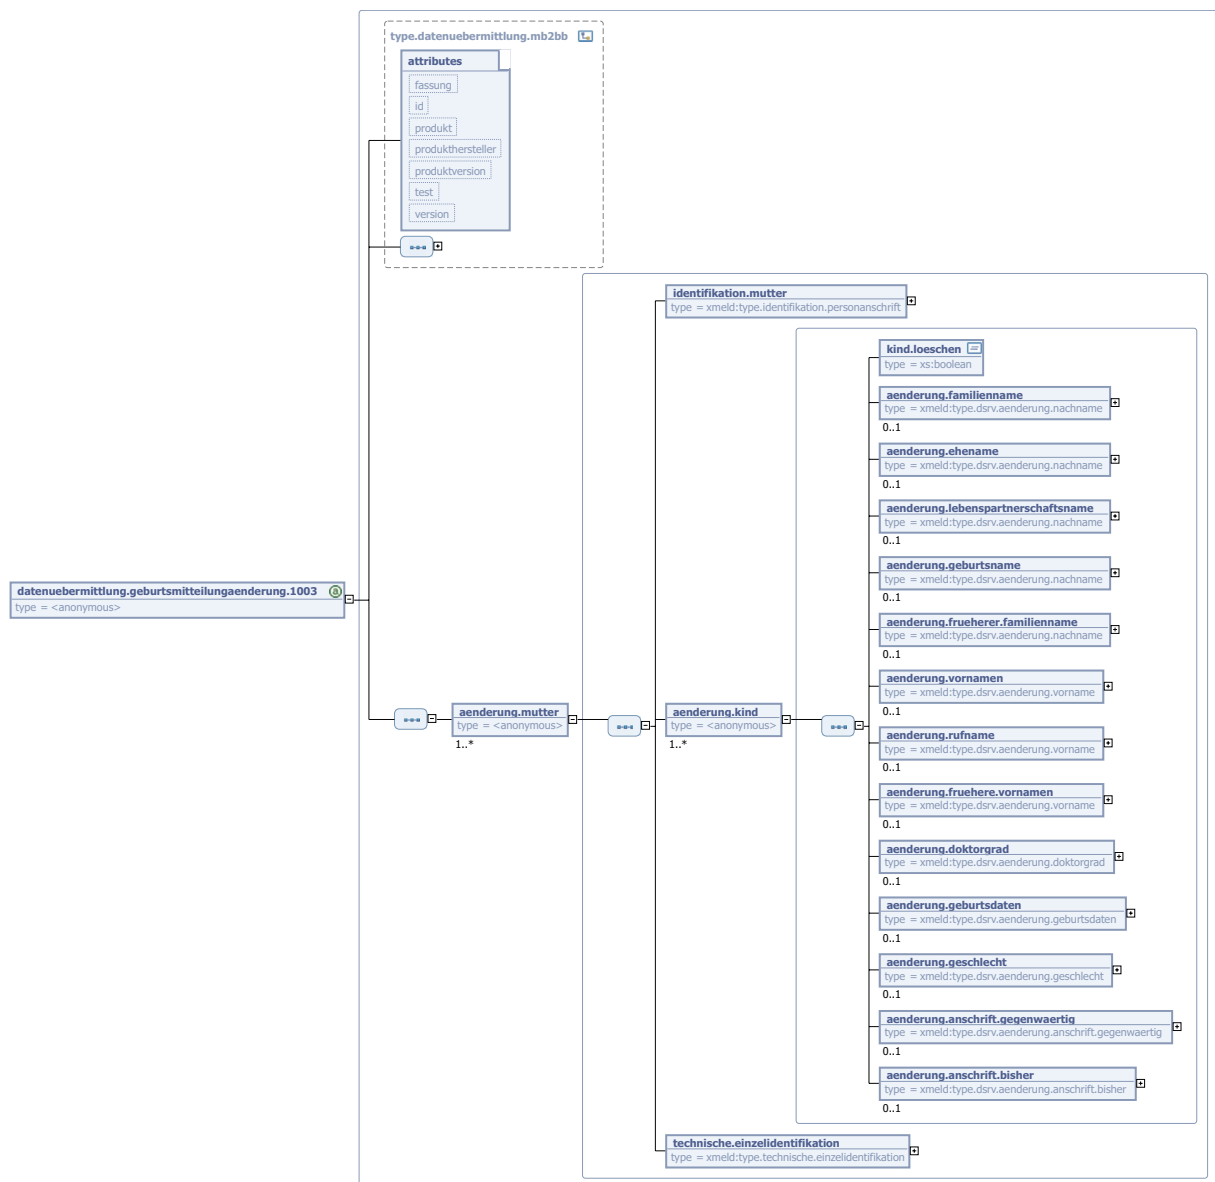 type.datenuebermittlung.mb2bb
attributes
fassung
id
produkt
produkthersteller
produktversion
test
version
identifikation.mutter
type = xmeld:type.identifikation.personanschrift
kind.loeschen
type = xs:boolean
aenderung.familienname
type = xmeld:type.dsrv.aenderung.nachname
0..1
aenderung.ehename
type = xmeld:type.dsrv.aenderung.nachname
0..1
aenderung.lebenspartnerschaftsname
type = xmeld:type.dsrv.aenderung.nachname
0..1
aenderung.geburtsname
type = xmeld:type.dsrv.aenderung.nachname
0..1
datenuebermittlung.geburtsmitteilungaenderung.1003 a
type = <anonymous>
aenderung.frueherer.familienname
type = xmeld:type.dsrv.aenderung.nachname
0..1
aenderung.vornamen
type = xmeld:type.dsrv.aenderung.vorname
0..1
aenderung.mutter
type = <anonymous>
1..*
aenderung.kind
type = <anonymous>
1..*
aenderung.rufname
type = xmeld:type.dsrv.aenderung.vorname
0..1
aenderung.fruehere.vornamen
type = xmeld:type.dsrv.aenderung.vorname
0..1
aenderung.doktorgrad
type = xmeld:type.dsrv.aenderung.doktorgrad
0..1
aenderung.geburtsdaten
type = xmeld:type.dsrv.aenderung.geburtsdaten
0..1
aenderung.geschlecht
type = xmeld:type.dsrv.aenderung.geschlecht
0..1
aenderung.anschrift.gegenwaertig
type = xmeld:type.dsrv.aenderung.anschrift.gegenwaertig
0..1
aenderung.anschrift.bisher
type = xmeld:type.dsrv.aenderung.anschrift.bisher
0..1
technische.einzelidentifikation
type = xmeld:type.technische.einzelidentifikation